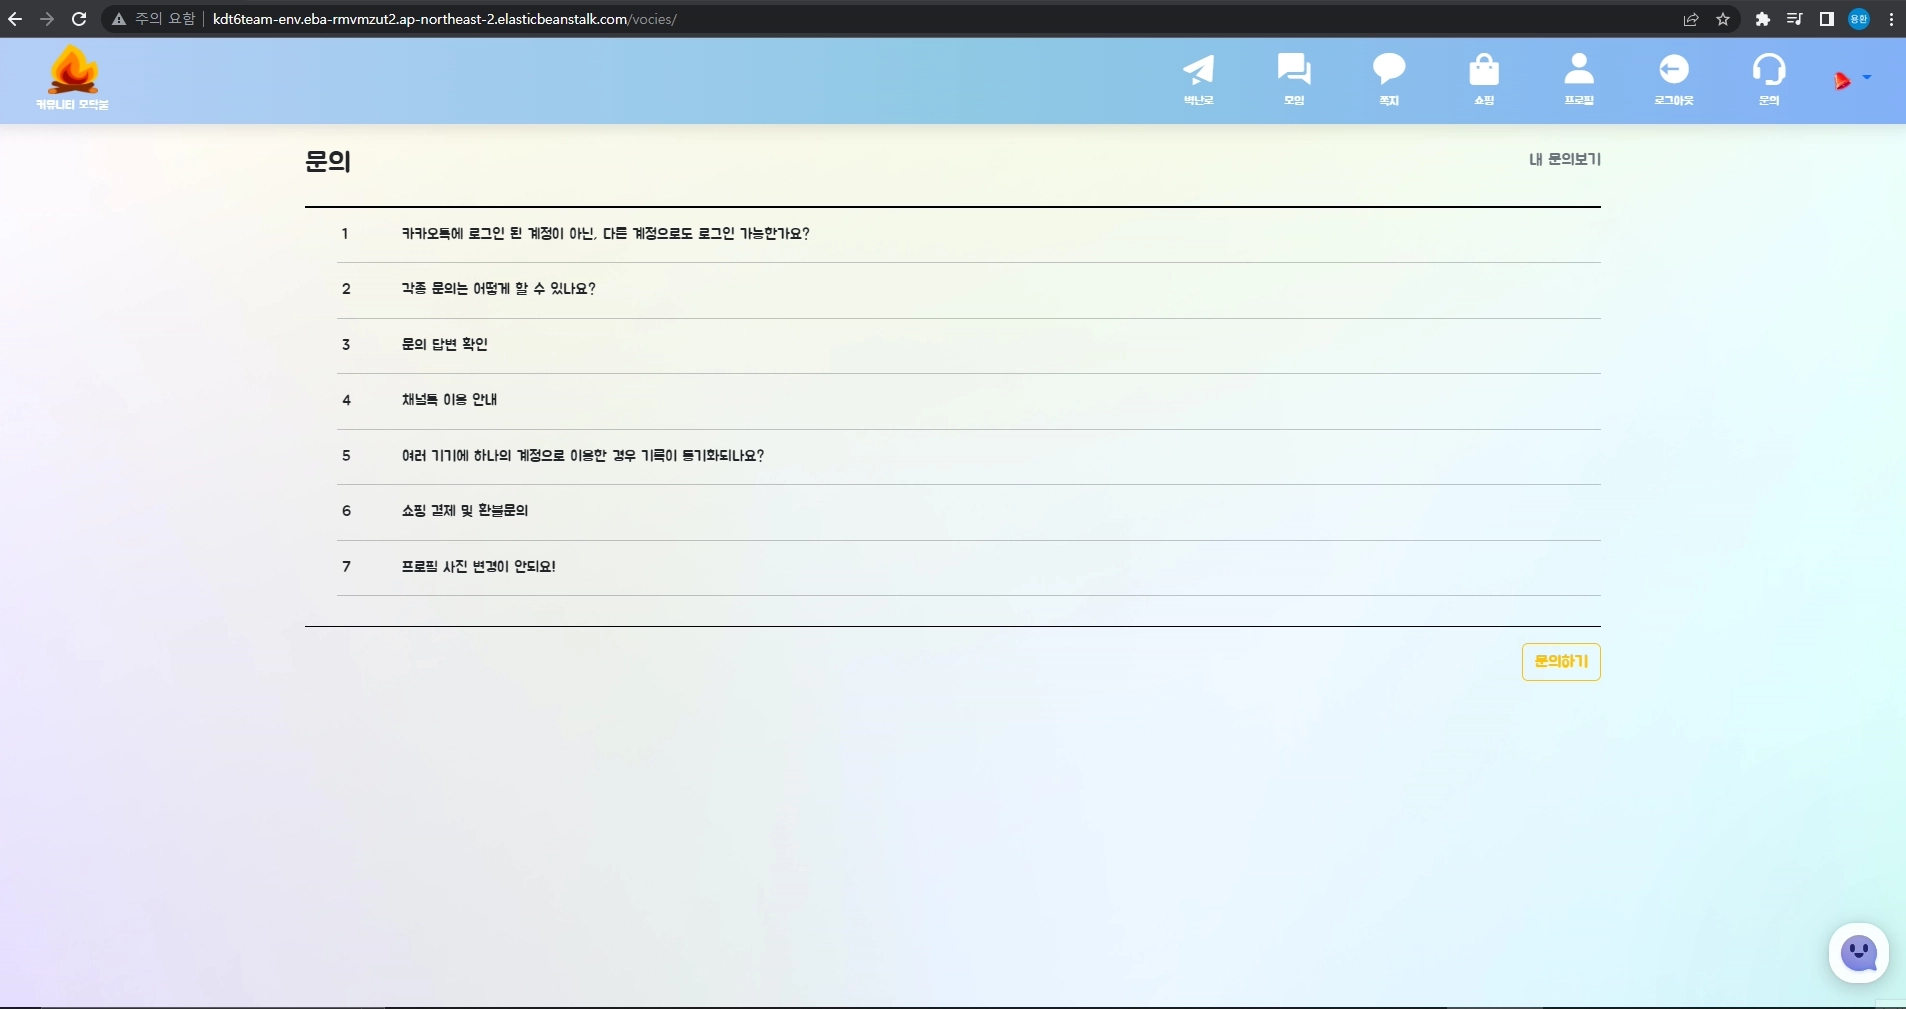 주의 요함 kdt6team-env.eba-rmvmzut2.ap-northeast-2.elasticbeanstalk.com/vocies/
용환
커뮤니티 모닥불
벽난로
모임
쪽지
쇼핑
프로필
로그아웃
문의
문의
내 문의보기
1 카카오톡에 로그인 된 계정이 아닌, 다른 계정으로도 로그인 가능한가요?
2 각종 문의는 어떻게 할 수 있나요?
3 문의 답변 확인
4 채널톡 이용 안내
5 여러 기기에 하나의 계정으로 이용한 경우 기록이 동기화되나요?
6 쇼핑 결제 및 환불문의
7 프로필 사진 변경이 안되요!
문의하기